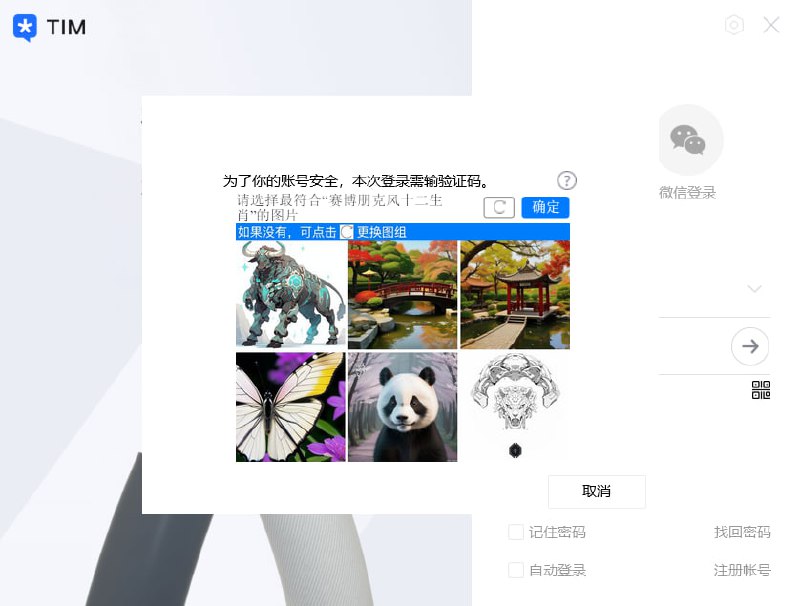 TIM
为了你的账号安全，本次登录需输验证码。
请选择最符合“赛博朋克风十二生
肖”的图片
确定
如果没有，可点击 更换图组
微信登录
取消
记住密码
找回密码
自动登录
注册帐号